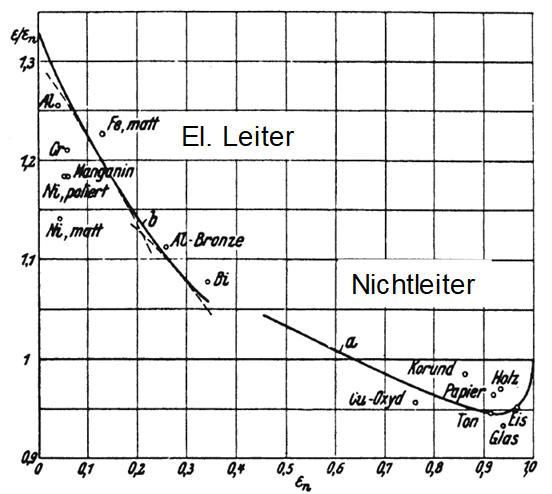 ε/εn
1,3
Al
Fe, matt
El. Leiter
Cr
1,2
Manganin
Ni, poliert
Ni, matt
b
Al-Bronze
1,1
Bi
Nichtleiter
a
1
Korund
Holz
Papier
Cu-Oxyd
Ton
Eis
Glas
0,9
0 0,1 0,2 0,3 0,4 0,5 0,6 0,7 0,8 0,9 1,0
εn